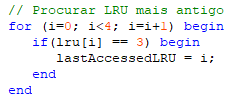 // Procurar LRU mais antigo
for (i=0; i<4; i=i+1) begin
if(lru[i] == 3) begin
lastAccessedLRU = i;
end
end